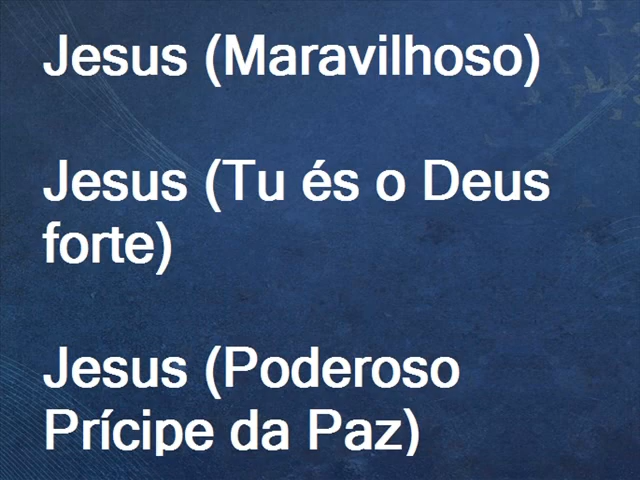 Jesus (Maravilhoso)
Jesus (Tu és o Deus
forte)
Jesus (Poderoso
Prícipe da Paz)